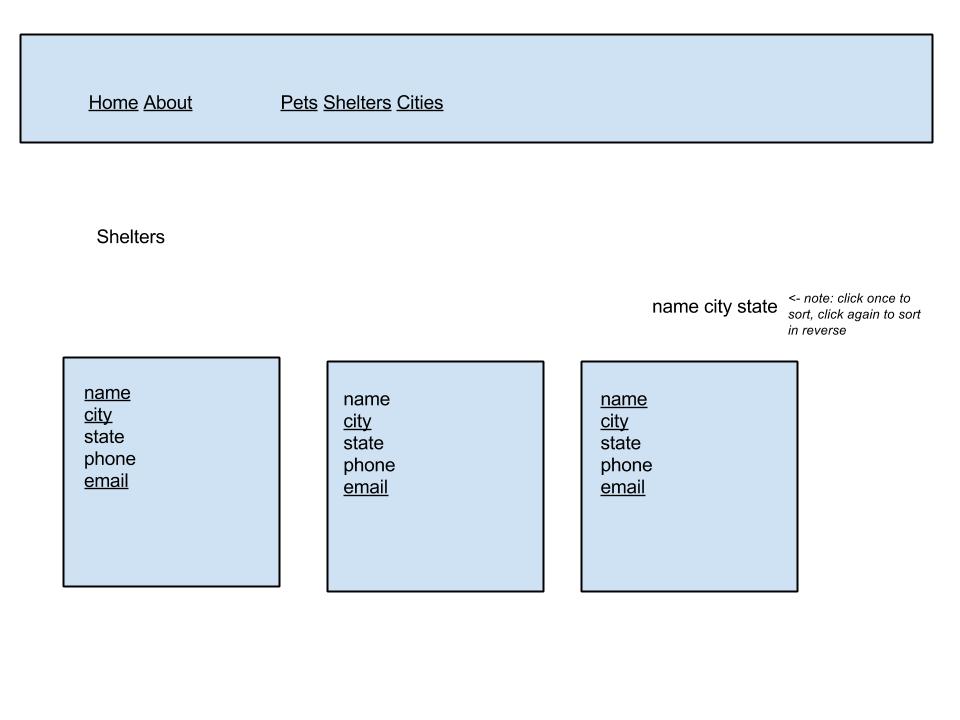 Home About Pets Shelters Cities
Shelters
name city state
<- note: click once to
sort, click again to sort
in reverse
name
city
state
phone
email
name
city
state
phone
email
name
city
state
phone
email